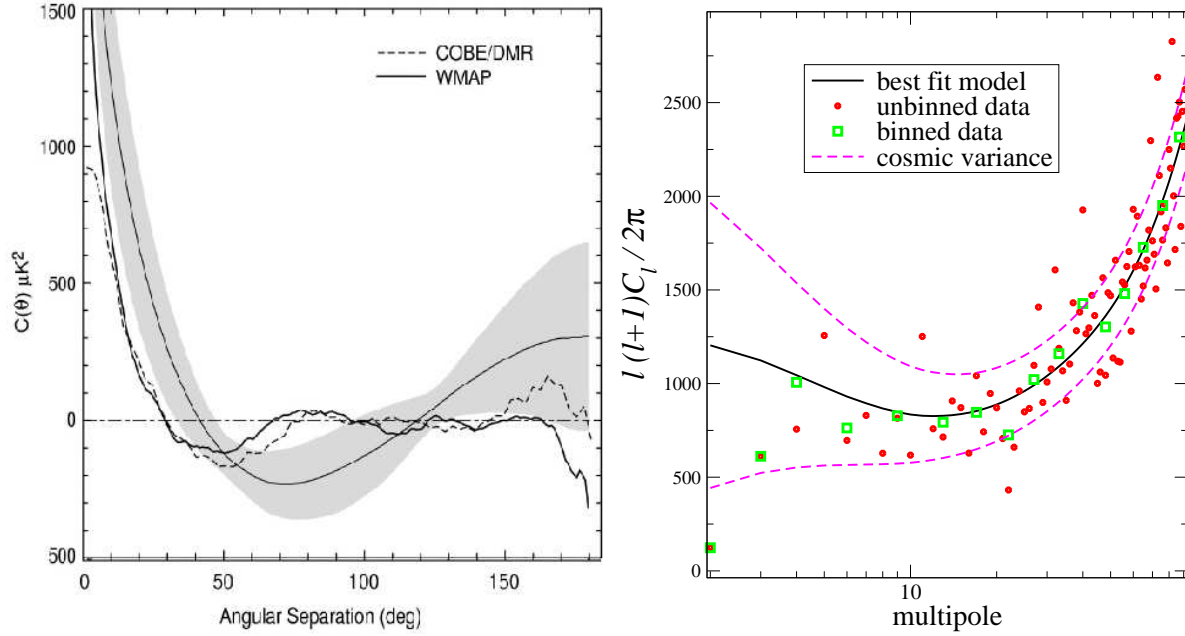 1500
1000
500
0
500
C(θ) μK²
0
50
100
150
Angular Separation (deg)
COBE/DMR
WMAP
2500
2000
1500
1000
500
0
l (l+1)C_l / 2π
best fit model
unbinned data
binned data
cosmic variance
10
multipole